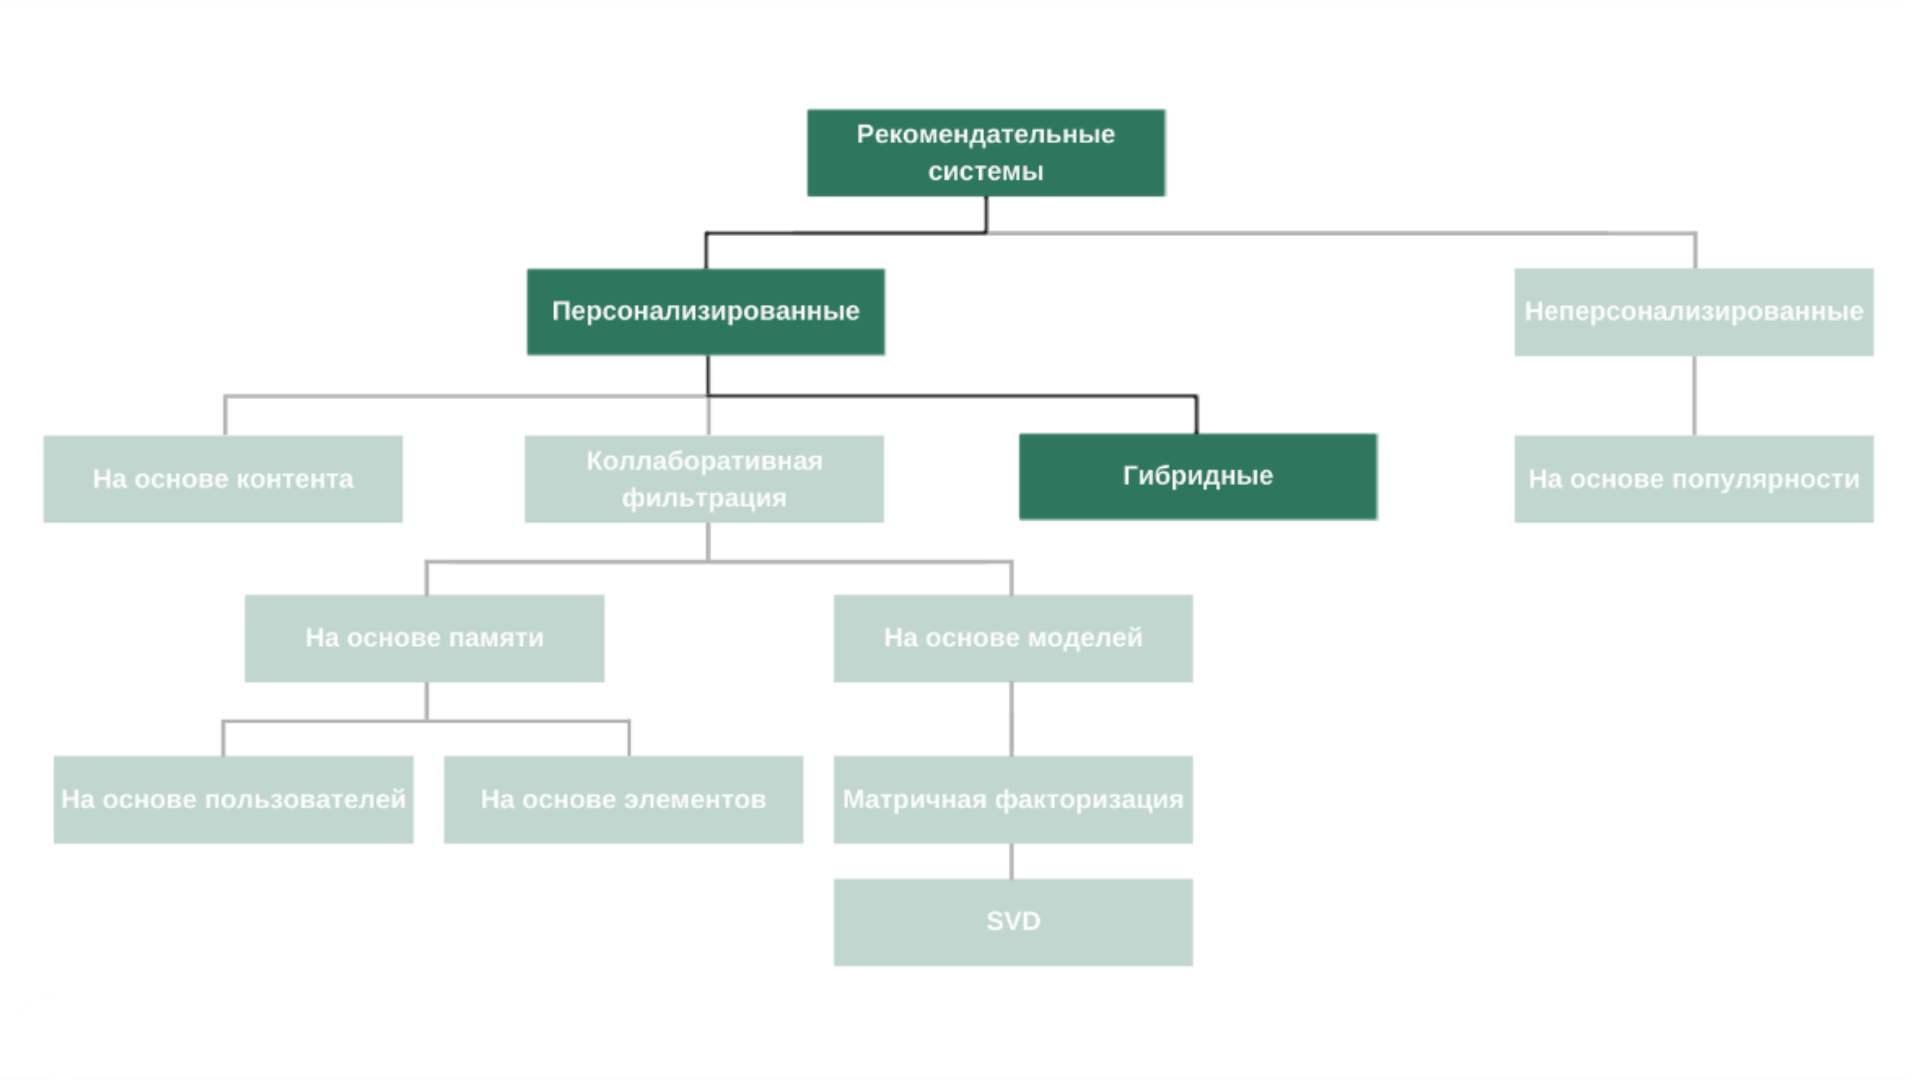 Рекомендательные
системы
Персонализированные
Неперсонализированные
На основе контента
Коллаборативная
фильтрация
Гибридные
На основе популярности
На основе памяти
На основе моделей
На основе пользователей
На основе элементов
Матричная факторизация
SVD